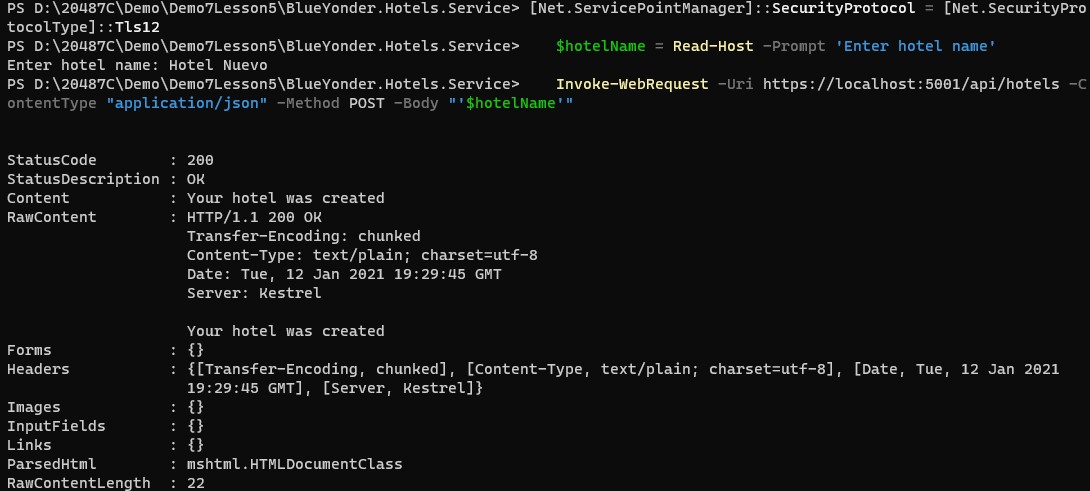 PS D:\20487C\Demo\Demo7Lesson5\BlueYonder.Hotels.Service> [Net.ServicePointManager]::SecurityProtocol = [Net.SecurityPro
tocolType]::Tls12
PS D:\20487C\Demo\Demo7Lesson5\BlueYonder.Hotels.Service>    $hotelName = Read-Host -Prompt 'Enter hotel name'
Enter hotel name: Hotel Nuevo
PS D:\20487C\Demo\Demo7Lesson5\BlueYonder.Hotels.Service>    Invoke-WebRequest -Uri https://localhost:5001/api/hotels -C
ontentType "application/json" -Method POST -Body "'$hotelName'"
StatusCode        : 200
StatusDescription : OK
Content           : Your hotel was created
RawContent        : HTTP/1.1 200 OK
                    Transfer-Encoding: chunked
                    Content-Type: text/plain; charset=utf-8
                    Date: Tue, 12 Jan 2021 19:29:45 GMT
                    Server: Kestrel
                    Your hotel was created
Forms             : {}
Headers           : {[Transfer-Encoding, chunked], [Content-Type, text/plain; charset=utf-8], [Date, Tue, 12 Jan 2021
                    19:29:45 GMT], [Server, Kestrel]}
Images            : {}
InputFields       : {}
Links             : {}
ParsedHtml        : mshtml.HTMLDocumentClass
RawContentLength  : 22